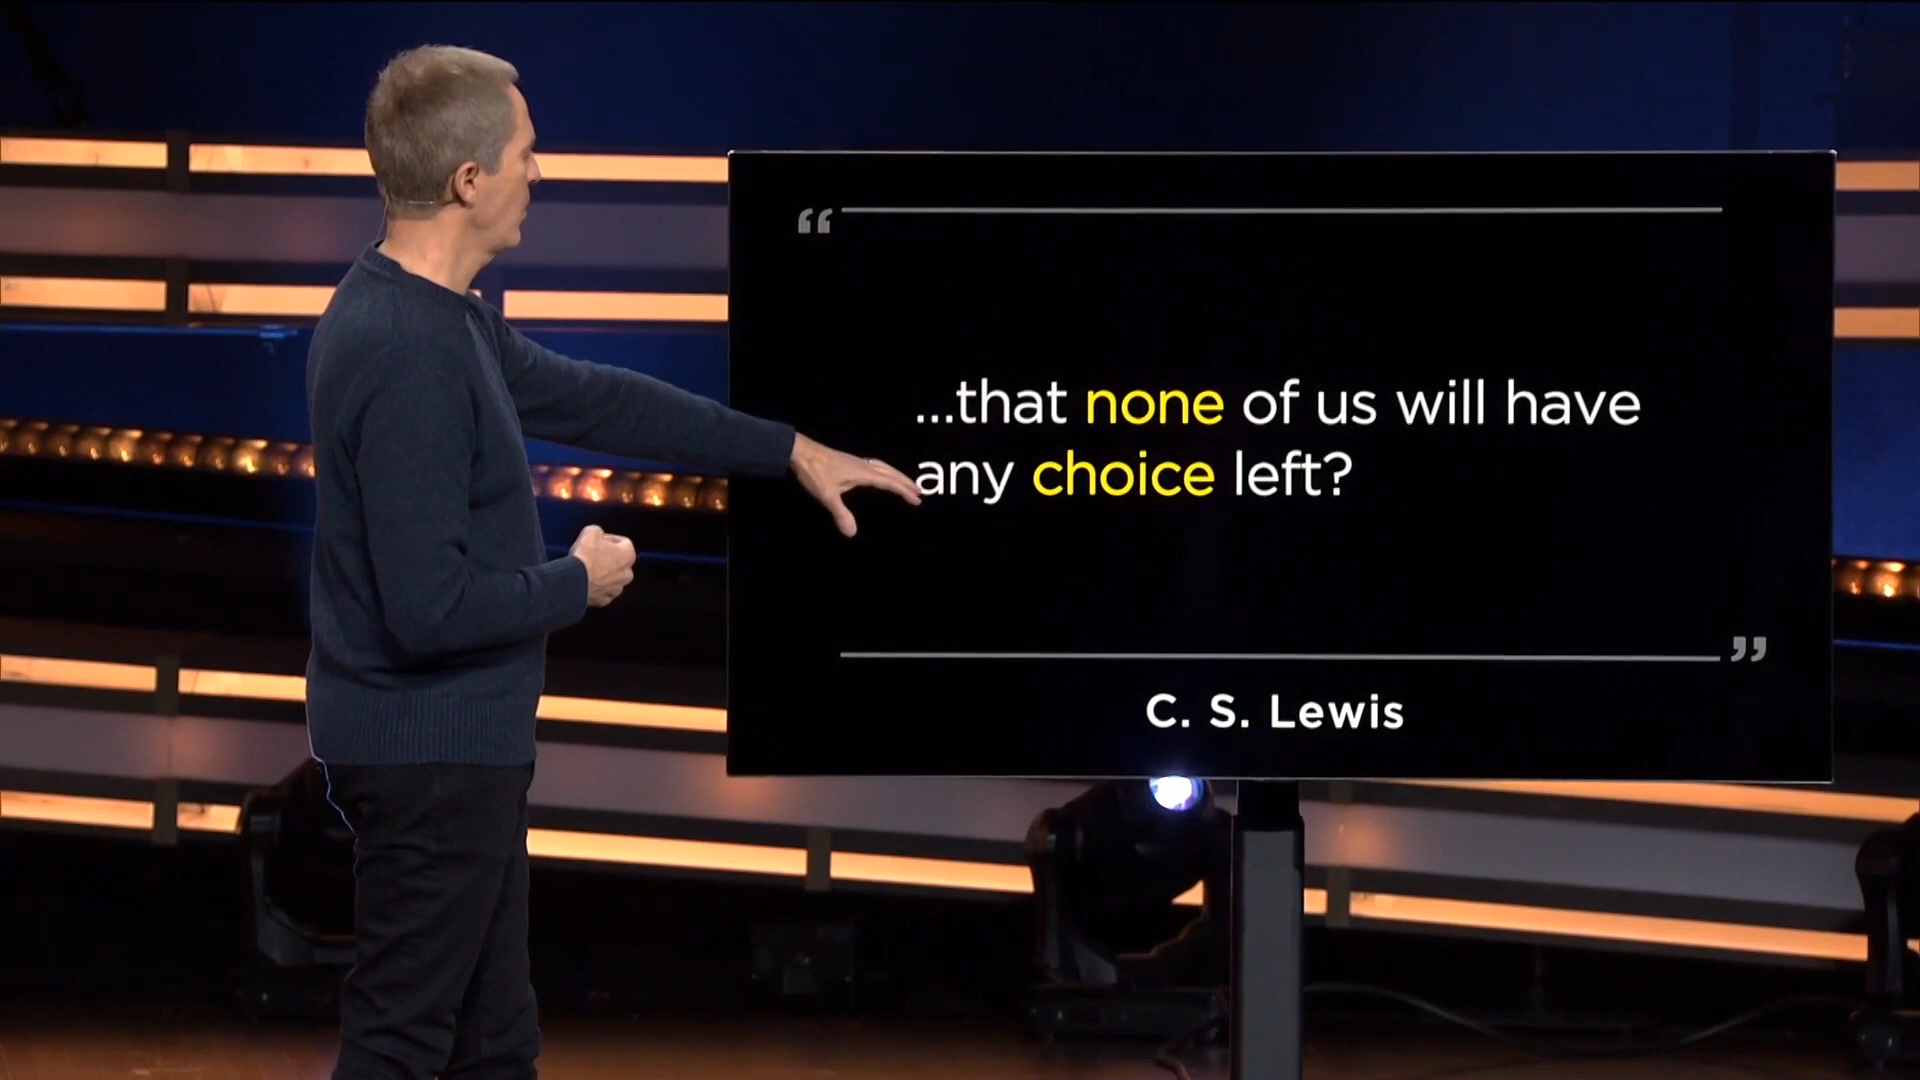 “
…that none of us will have
any choice left?
”
C. S. Lewis